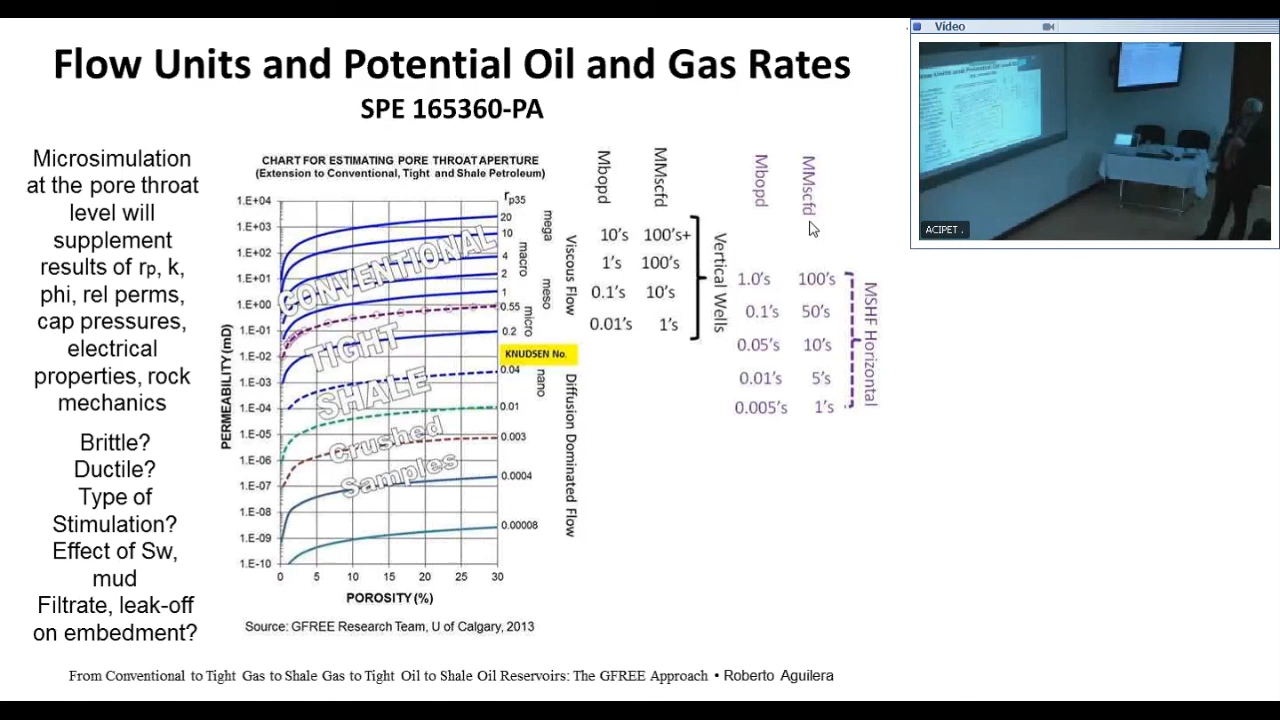 Flow Units and Potential Oil and Gas Rates
SPE 165360-PA
Microsimulation
at the pore throat
level will
supplement
results of rp, k,
phi, rel perms,
cap pressures,
electrical
properties, rock
mechanics
Brittle?
Ductile?
Type of
Stimulation?
Effect of Sw,
mud
Filtrate, leak-off
on embedment?
CHART FOR ESTIMATING PORE THROAT APERTURE
(Extension to Conventional, Tight and Shale Petroleum)
PERMEABILITY (mD)
1.E+04
1.E+03
1.E+02
1.E+01
1.E+00
1.E-01
1.E-02
1.E-03
1.E-04
1.E-05
1.E-06
1.E-07
1.E-08
1.E-09
1.E-10
0 5 10 15 20 25 30
POROSITY (%)
CONVENTIONAL
TIGHT
SHALE
Crushed
Samples
rp35
20
10
4
2
1
0.55
0.2
KNUDSEN No.
0.04
0.01
0.003
0.0004
0.00008
mega
macro
meso
micro
nano
Viscous Flow
Diffusion Dominated Flow
Mbopd MMscfd
10's 100's+
1's 100's
0.1's 10's
0.01's 1's
Vertical Wells
Mbopd MMscfd
1.0's 100's
0.1's 50's
0.05's 10's
0.01's 5's
0.005's 1's
MSHF Horizontal
Source: GFREE Research Team, U of Calgary, 2013
From Conventional to Tight Gas to Shale Gas to Tight Oil to Shale Oil Reservoirs: The GFREE Approach • Roberto Aguilera
Video
ACIPET .